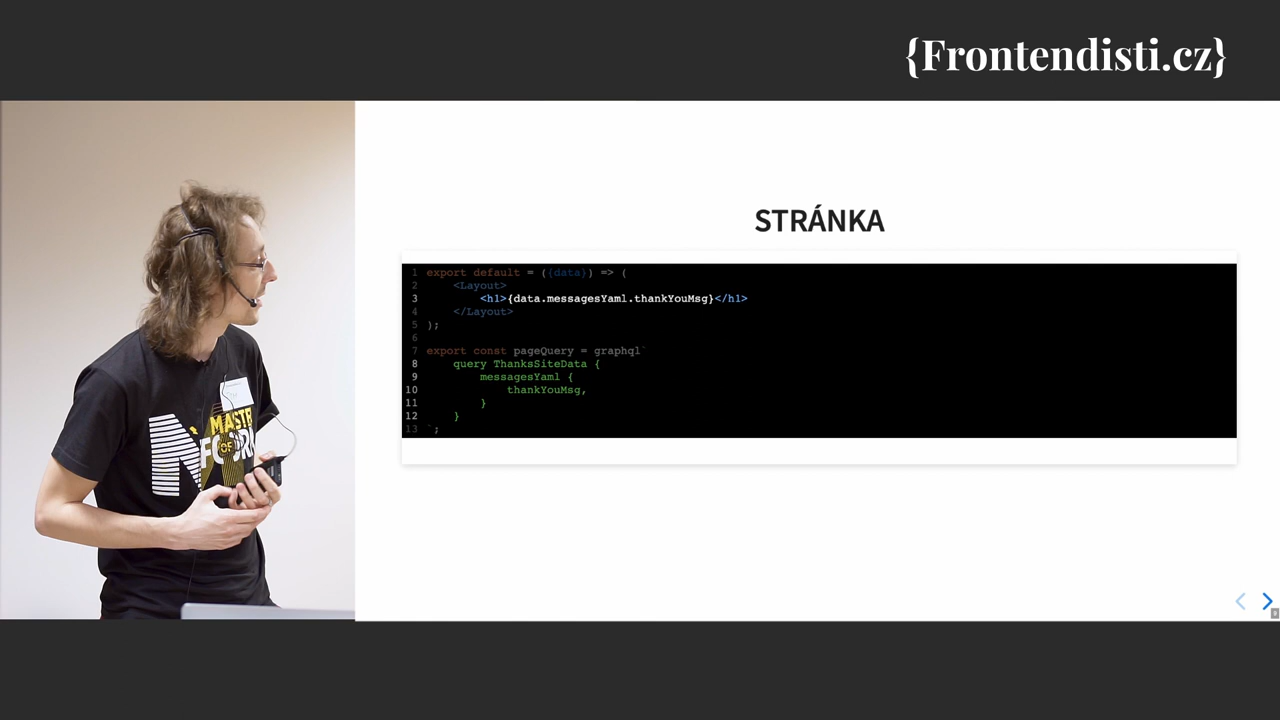 {Frontendisti.cz}
STRÁNKA
1 export default = ({data}) => (
2 <Layout>
3 <h1>{data.messagesYaml.thankYouMsg}</h1>
4 </Layout>
5 );
6
7 export const pageQuery = graphql`
8 query ThanksSiteData {
9 messagesYaml {
10 thankYouMsg,
11 }
12 }
13 `;
MASTER
OF